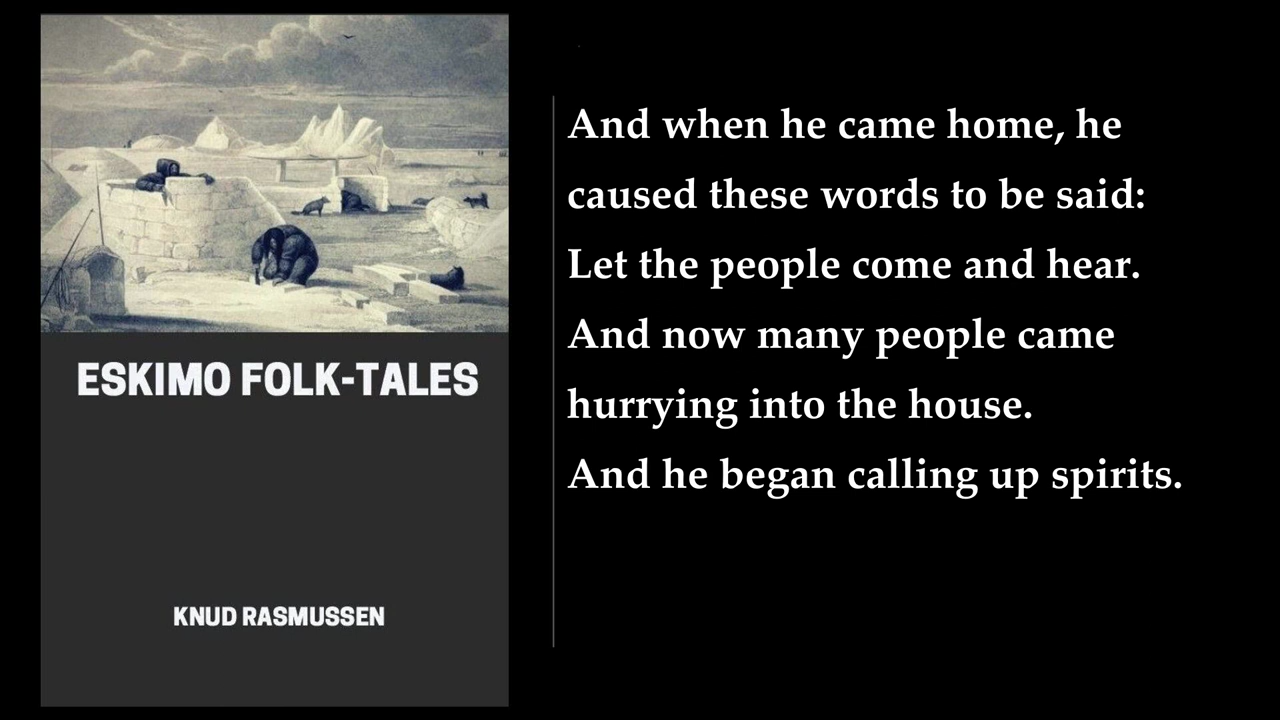 ESKIMO FOLK-TALES
KNUD RASMUSSEN
And when he came home, he
caused these words to be said:
Let the people come and hear.
And now many people came
hurrying into the house.
And he began calling up spirits.